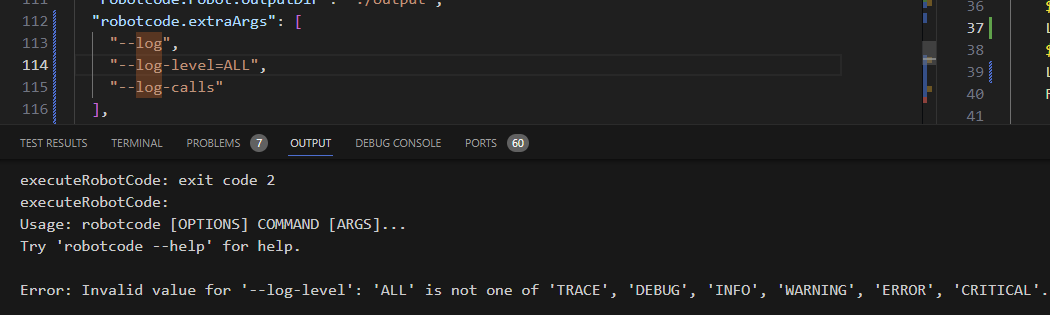 111 "robotcode.robot.outputDir": "./output",
112 "robotcode.extraArgs": [
113 "--log",
114 "--log-level=ALL",
115 "--log-calls"
116 ],
36 $
37 L
38 $
39 L
40 F
41
TEST RESULTS TERMINAL PROBLEMS 7 OUTPUT DEBUG CONSOLE PORTS 60
executeRobotCode: exit code 2
executeRobotCode:
Usage: robotcode [OPTIONS] COMMAND [ARGS]...
Try 'robotcode --help' for help.
Error: Invalid value for '--log-level': 'ALL' is not one of 'TRACE', 'DEBUG', 'INFO', 'WARNING', 'ERROR', 'CRITICAL'.